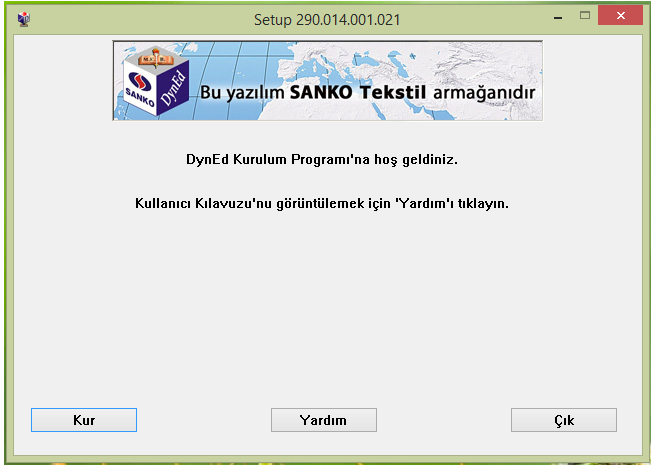 Setup 290.014.001.021
M.E.B.
SANKO
DynEd
Bu yazılım SANKO Tekstil armağanıdır
DynEd Kurulum Programı'na hoş geldiniz.
Kullanıcı Kılavuzu'nu görüntülemek için 'Yardım'ı tıklayın.
Kur
Yardım
Çık